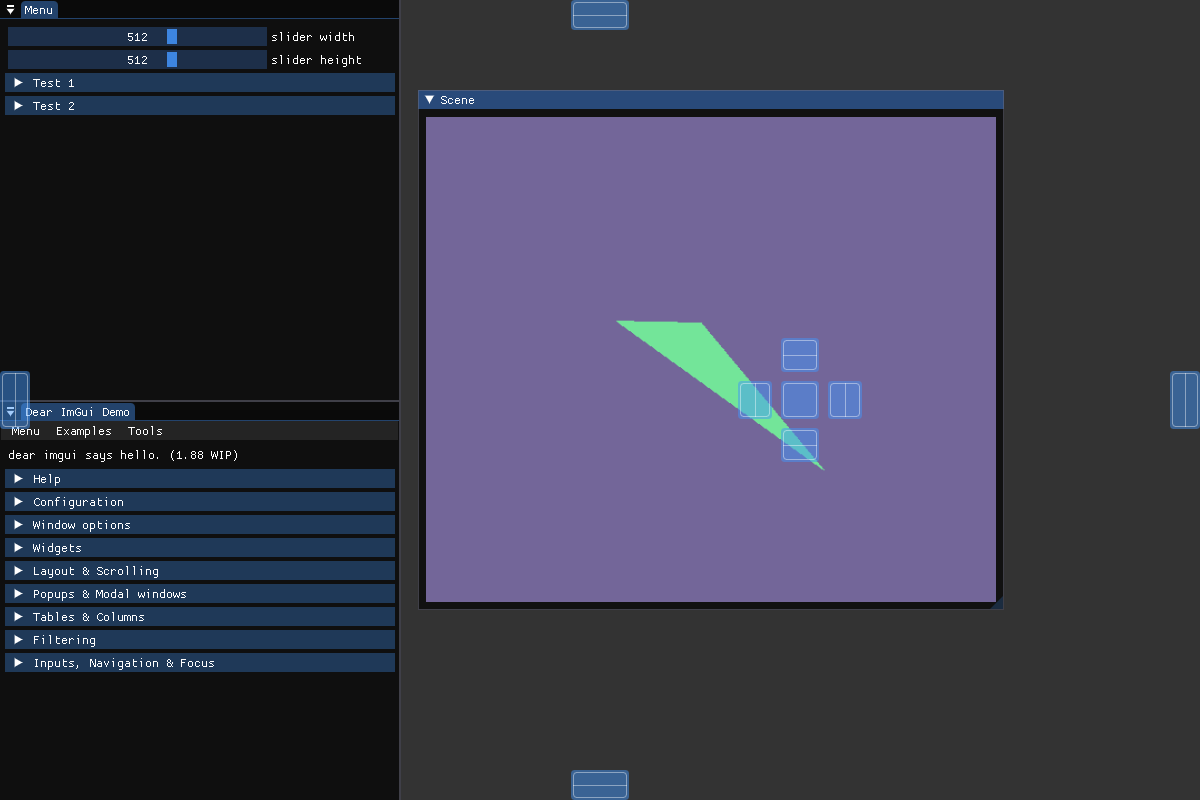 Menu
512 slider width
512 slider height
Test 1
Test 2
Scene
Dear ImGui Demo
Menu Examples Tools
dear imgui says hello. (1.88 WIP)
Help
Configuration
Window options
Widgets
Layout & Scrolling
Popups & Modal windows
Tables & Columns
Filtering
Inputs, Navigation & Focus